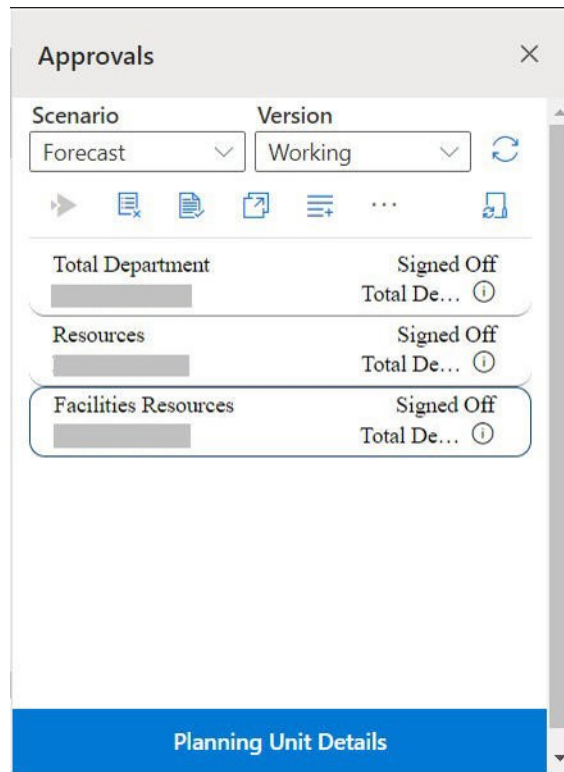 Approvals
Scenario Version
Forecast Working
...
Total Department Signed Off
Total De...
Resources Signed Off
Total De...
Facilities Resources Signed Off
Total De...
Planning Unit Details